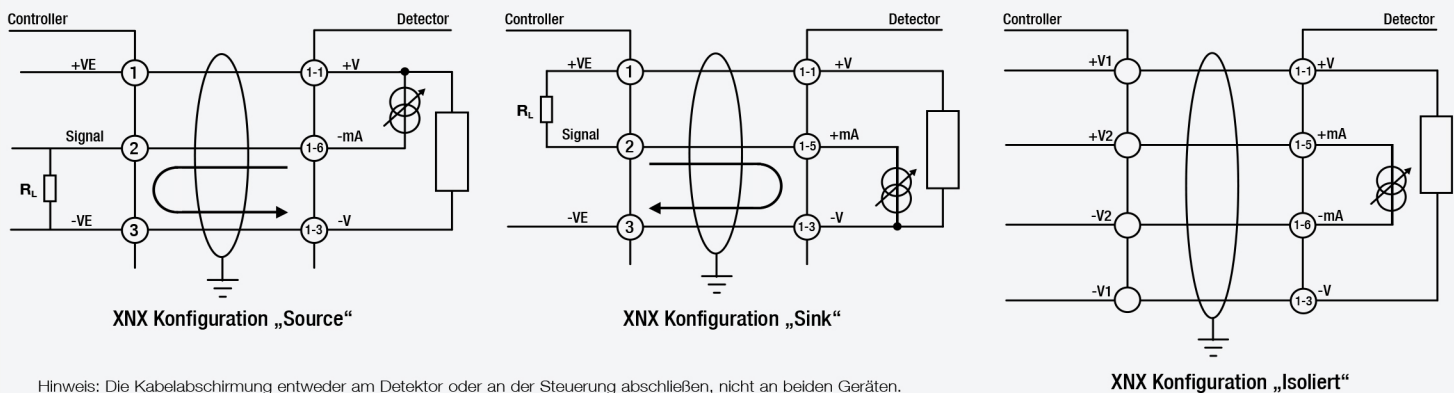 Controller
Detector
+VE
1
1-1
+V
Signal
2
1-6
-mA
RL
-VE
3
1-3
-V
XNX Konfiguration „Source“
Controller
Detector
+VE
1
1-1
+V
RL
Signal
2
1-5
+mA
-VE
3
1-3
-V
XNX Konfiguration „Sink“
Controller
Detector
+V1
1-1
+V
+V2
1-5
+mA
-V2
1-6
-mA
-V1
1-3
-V
XNX Konfiguration „Isoliert“
Hinweis: Die Kabelabschirmung entweder am Detektor oder an der Steuerung abschließen, nicht an beiden Geräten.